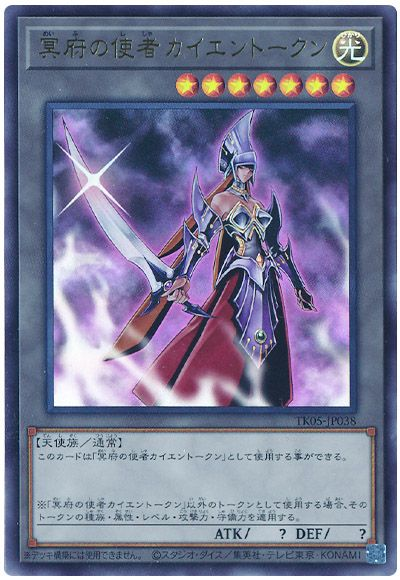 冥府の使者カイエントークン
光
TK05-JP038
【天使族／通常】
このカードは「冥府の使者カイエントークン」として使用する事ができる。
※「冥府の使者カイエントークン」以外のトークンとして使用する場合、その
トークンの種族・属性・レベル・攻撃力・守備力を適用する。
ATK/ ? DEF/ ?
※デッキ構築には使用できません。 ©スタジオ・ダイス/集英社・テレビ東京・KONAMI